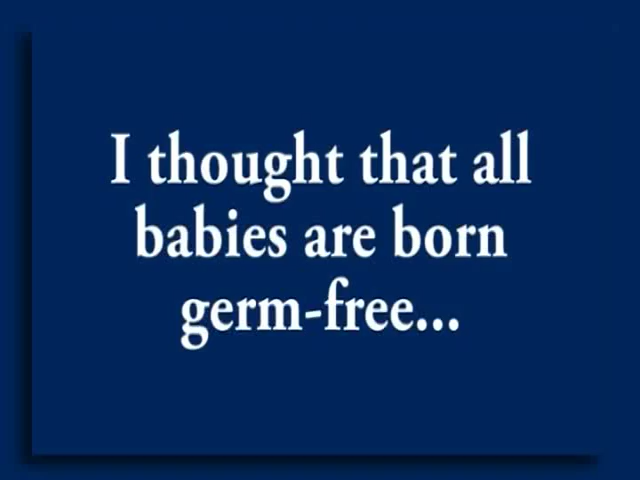 I thought that all
babies are born
germ-free...